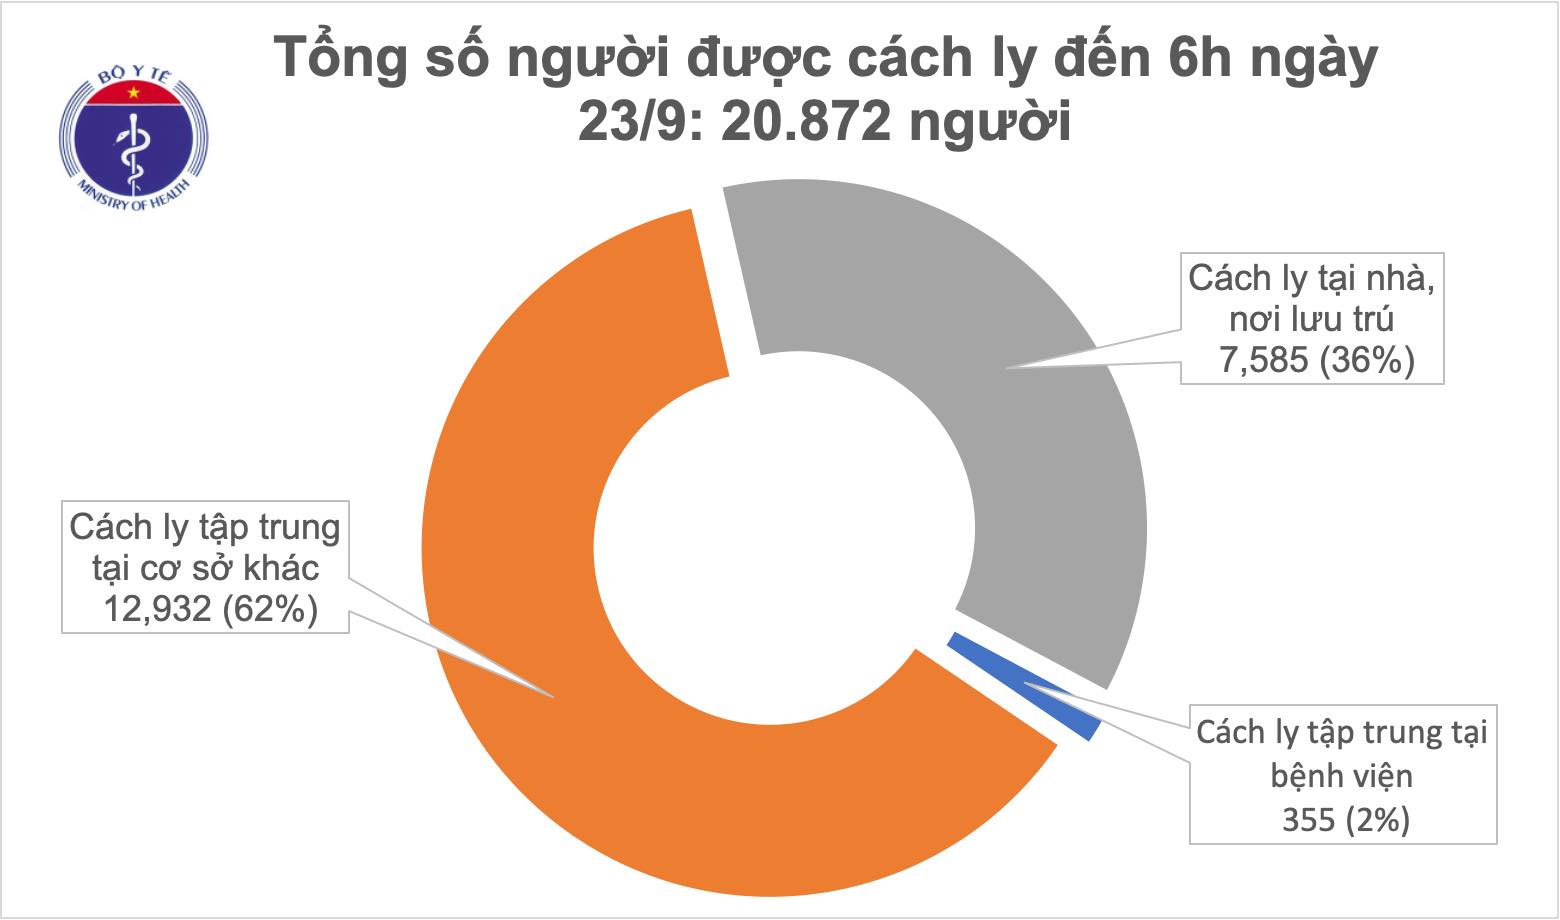 Tổng số người được cách ly đến 6h ngày
23/9: 20.872 người
BỘ Y TẾ
MINISTRY OF HEALTH
Cách ly tại nhà,
nơi lưu trú
7,585 (36%)
Cách ly tập trung
tại cơ sở khác
12,932 (62%)
Cách ly tập trung tại
bệnh viện
355 (2%)